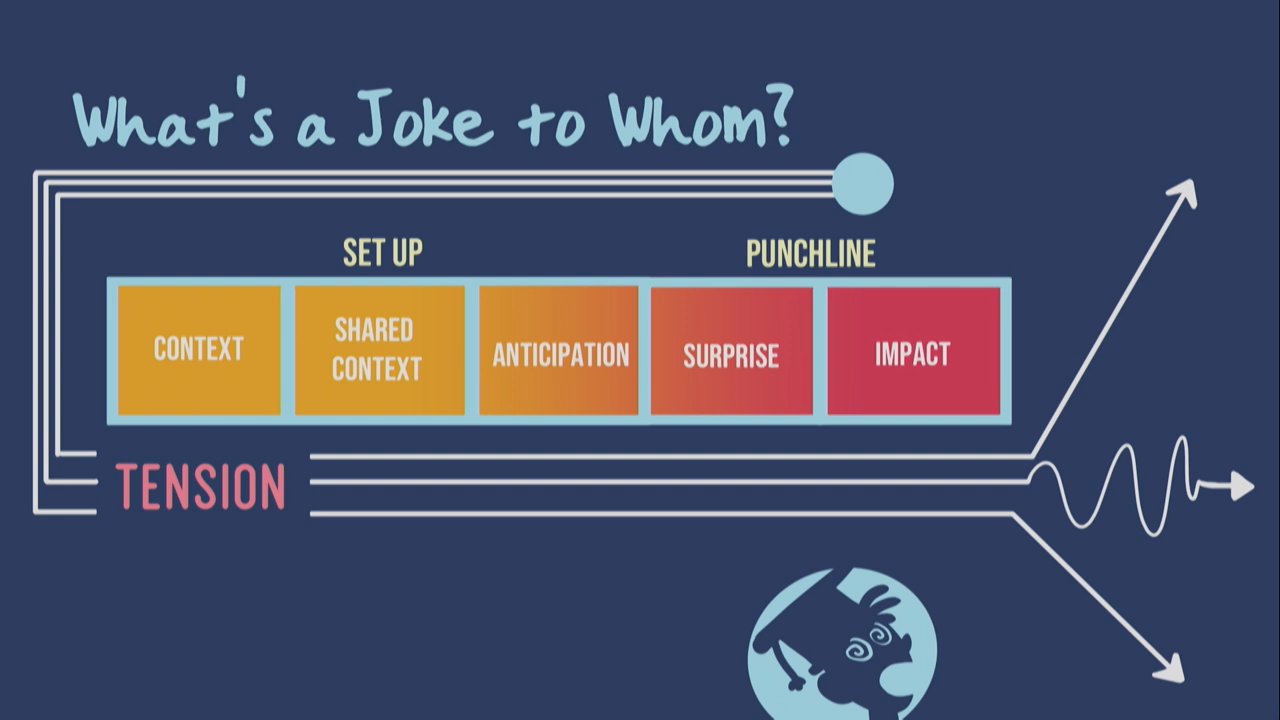 What's a Joke to Whom?
SET UP
PUNCHLINE
CONTEXT
SHARED
CONTEXT
ANTICIPATION
SURPRISE
IMPACT
TENSION